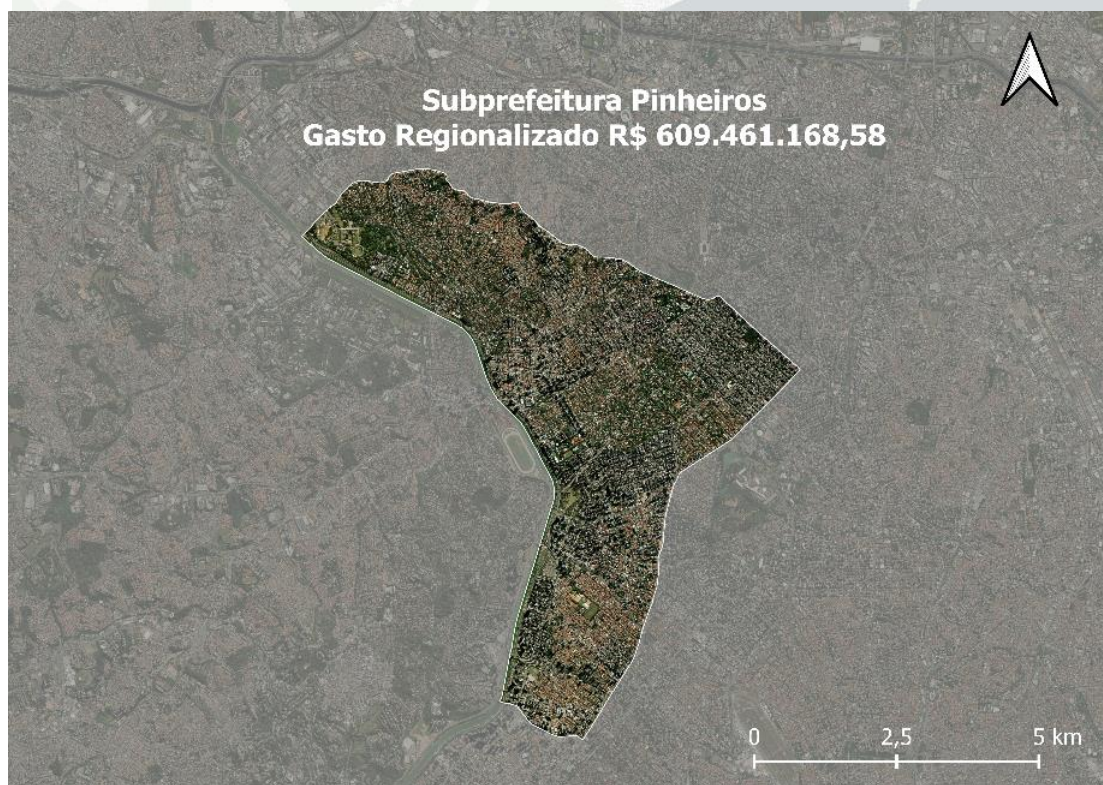 Subprefeitura Pinheiros
Gasto Regionalizado R$ 609.461.168,58
0 2,5 5 km